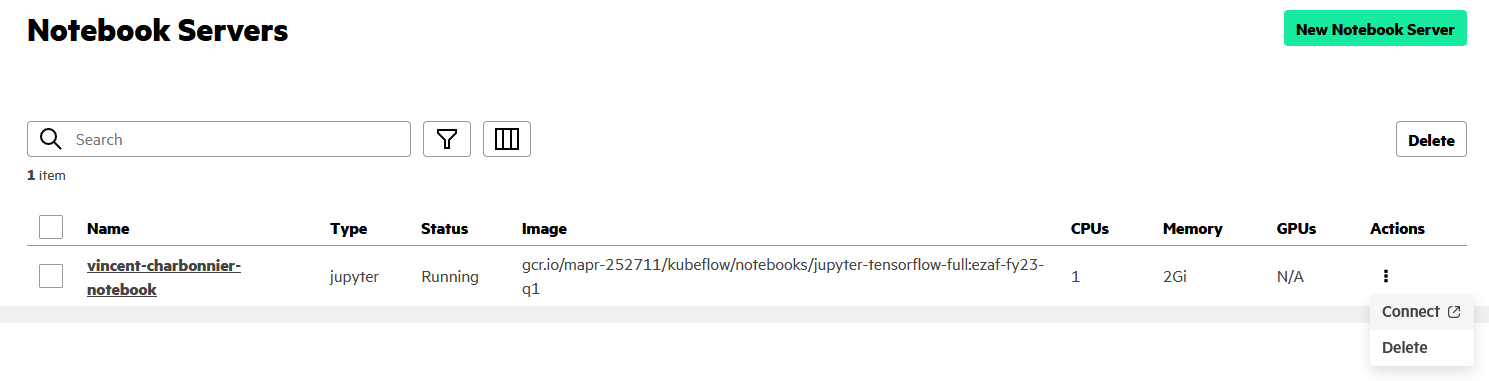 Notebook Servers
New Notebook Server
Search
Delete
1 item
Name Type Status Image CPUs Memory GPUs Actions
vincent-charbonnier-
notebook
jupyter
Running
gcr.io/mapr-252711/kubeflow/notebooks/jupyter-tensorflow-full:ezaf-fy23-
q1
1
2Gi
N/A
Connect
Delete